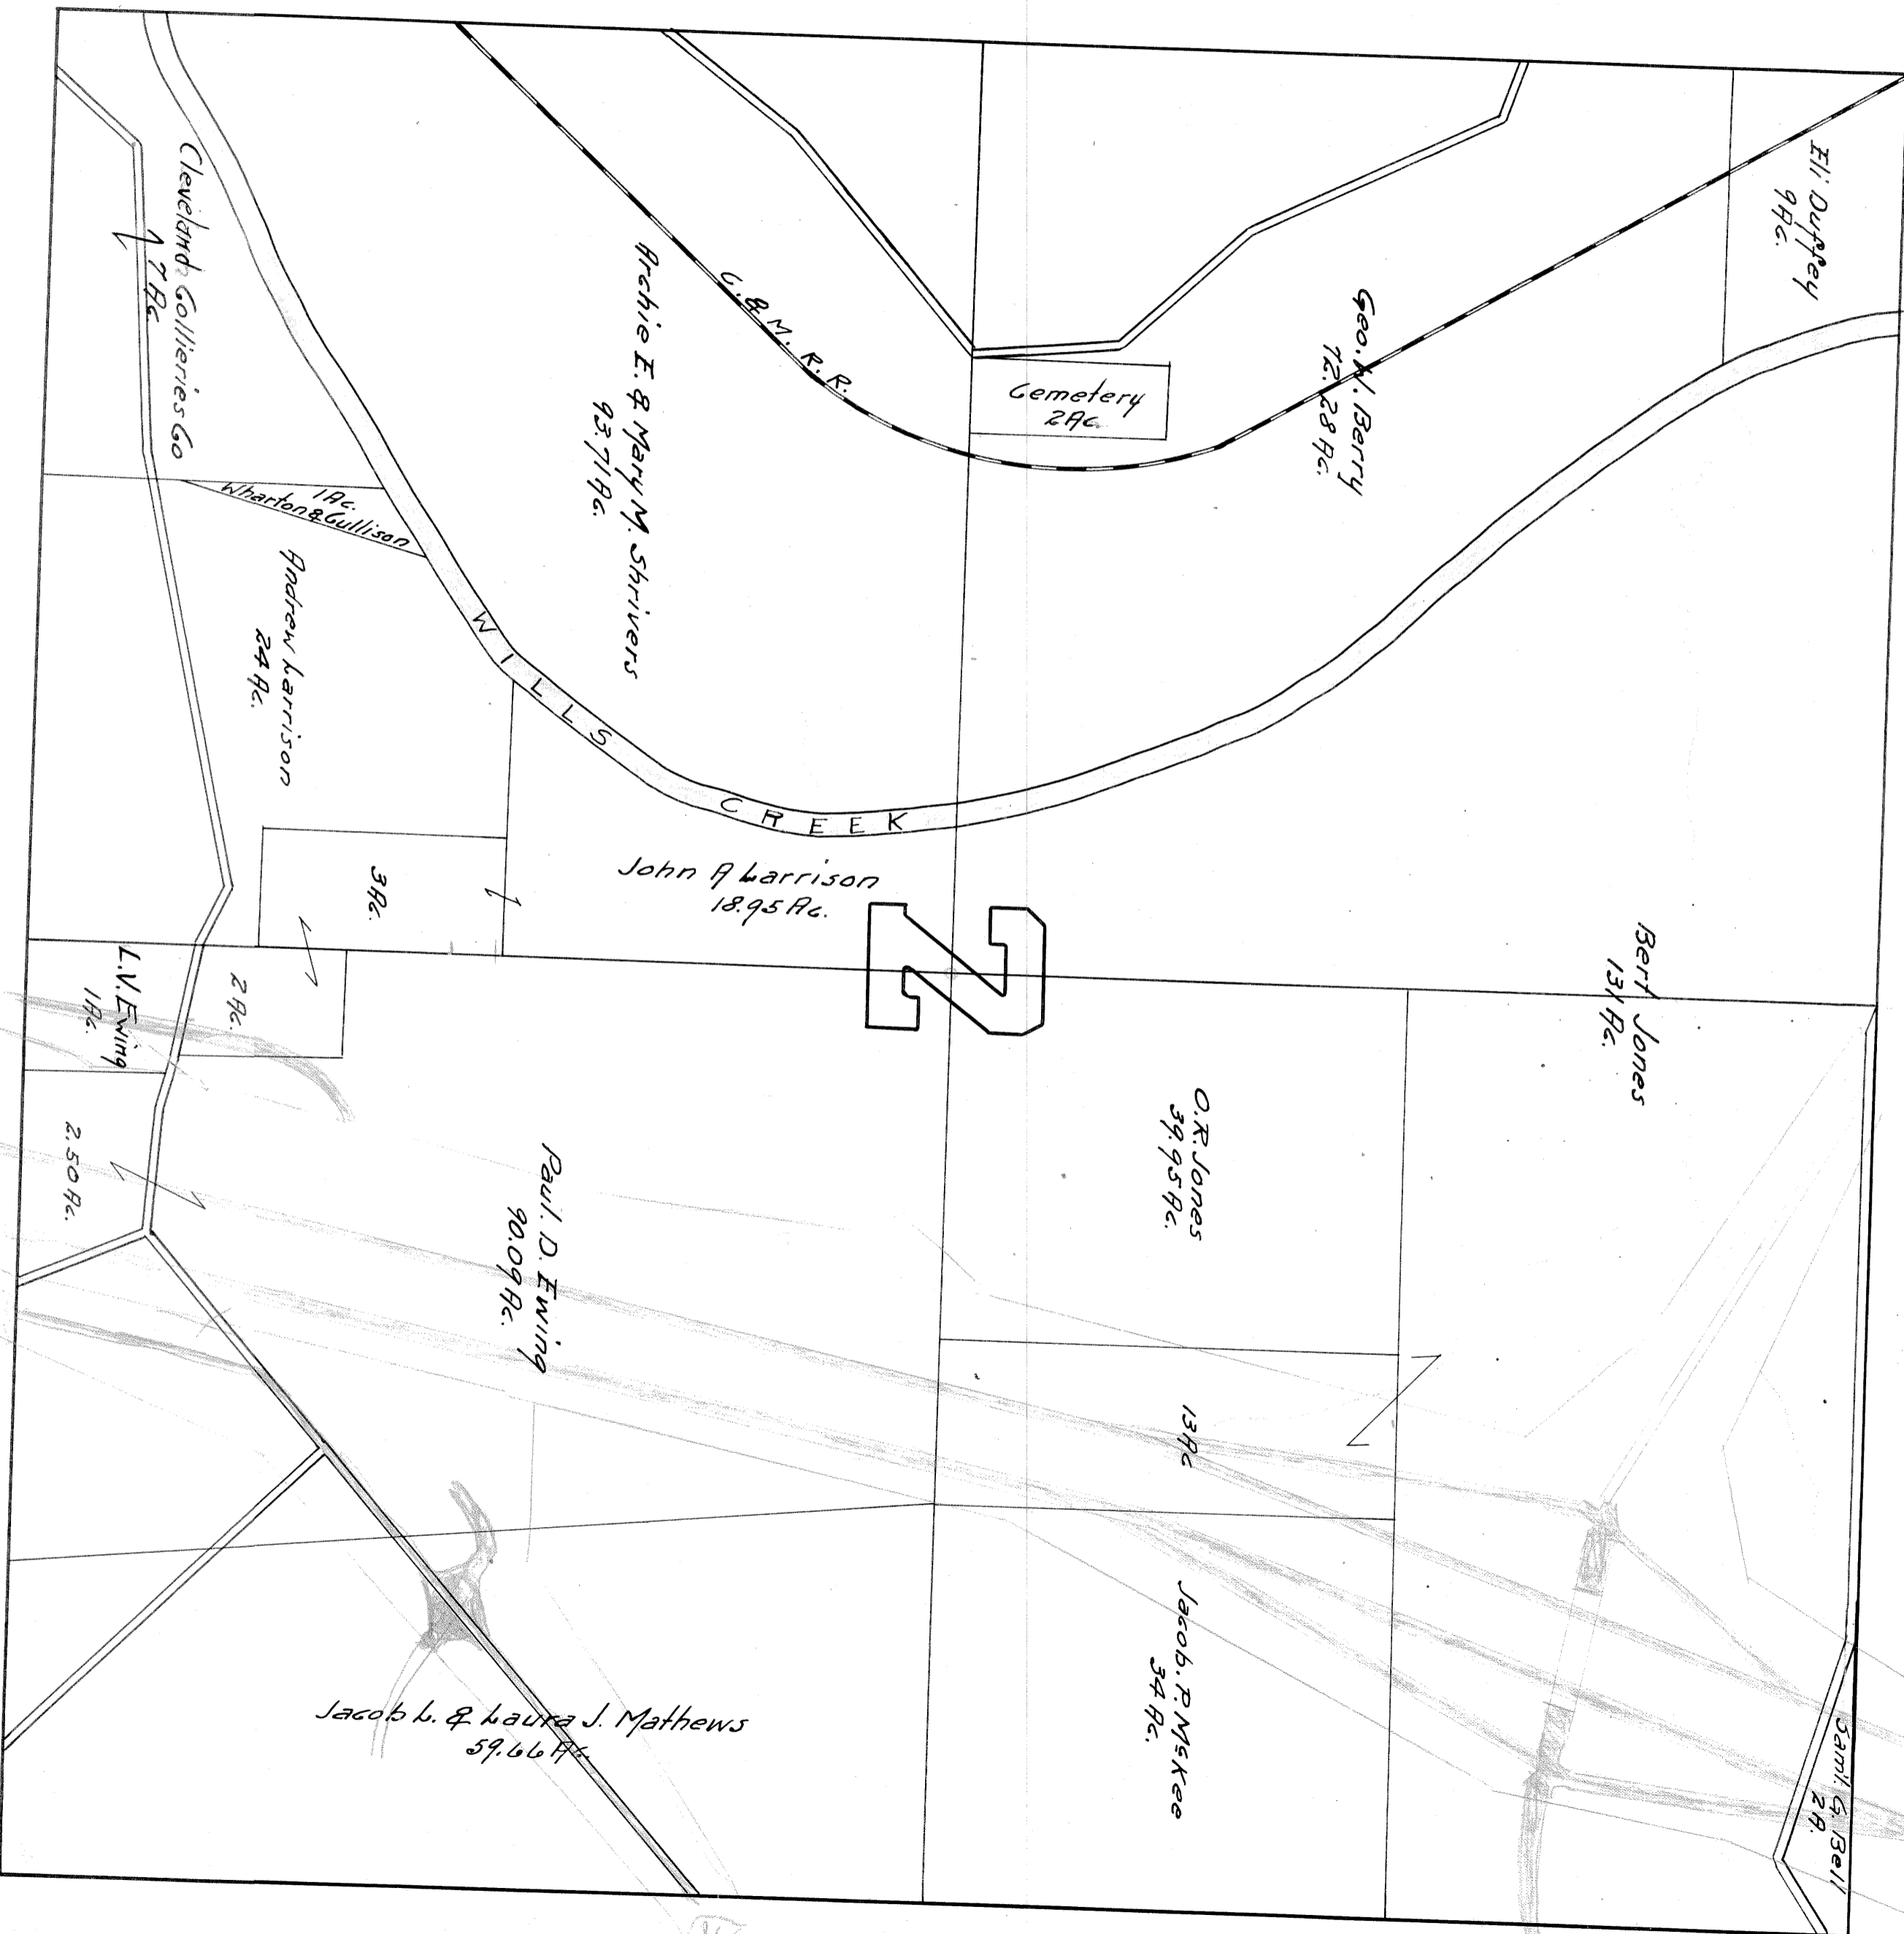 Eli Duffey
9 Ac.
Geo. W. Berry
72.28 Ac.
Cemetery
2 Ac.
C. & M. R. R.
Archie E. & Mary M. Shrivers
93.71 Ac.
Cleveland Collieries Co
17 Ac.
1 Ac.
Wharton & Cullison
Andrew Larrison
24 Ac.
WILLS CREEK
3 Ac.
John A Larrison
18.95 Ac.
2
Bert Jones
131 Ac.
L.V. Ewing
1 Ac.
2 Ac.
2.50 Ac.
Paul. D. Ewing
90.09 Ac.
O.R. Jones
39.95 Ac.
13 Ac
Jacob. P. McKee
34 Ac.
Jacob L. & Laura J. Mathews
59.66 Ac.
Saml. G. Bell
2 A.